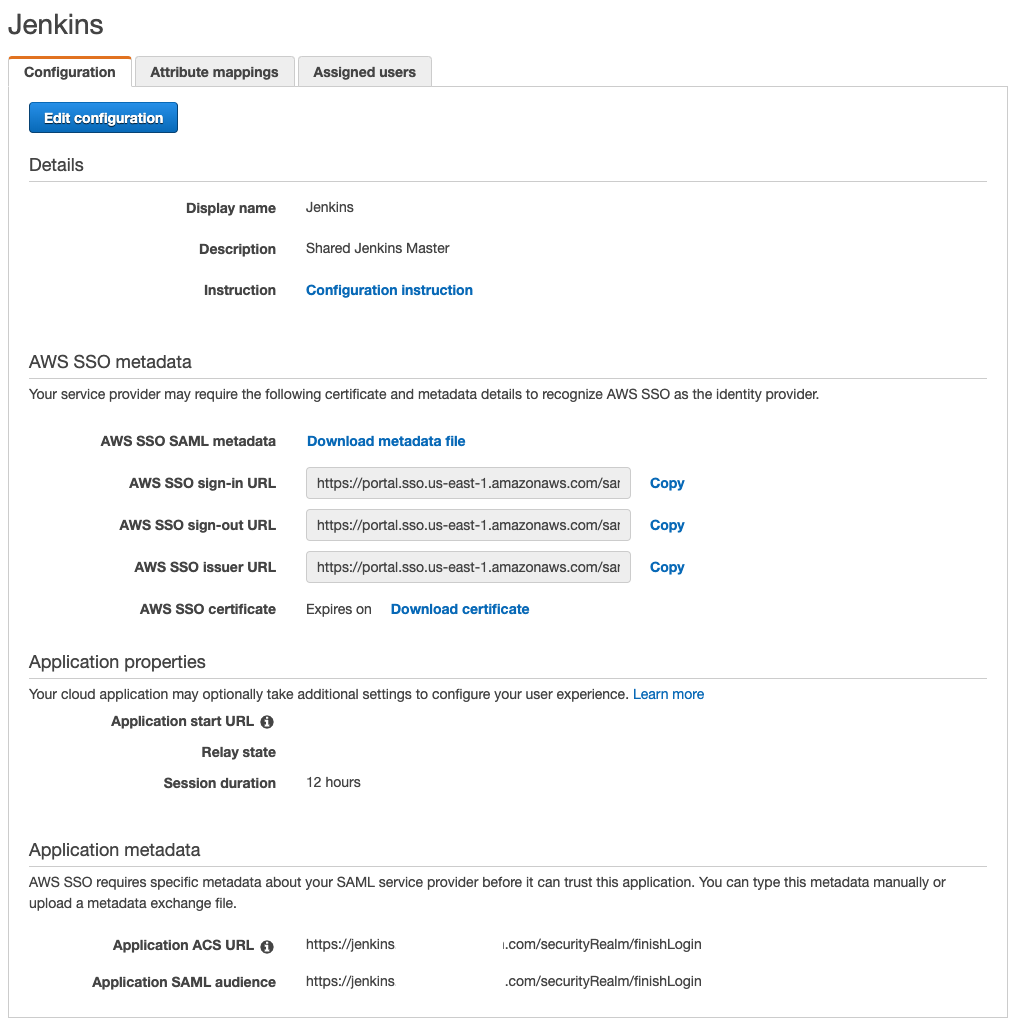 Jenkins
Configuration
Attribute mappings
Assigned users
Edit configuration
Details
Display name Jenkins
Description Shared Jenkins Master
Instruction Configuration instruction
AWS SSO metadata
Your service provider may require the following certificate and metadata details to recognize AWS SSO as the identity provider.
AWS SSO SAML metadata Download metadata file
AWS SSO sign-in URL https://portal.sso.us-east-1.amazonaws.com/sar Copy
AWS SSO sign-out URL https://portal.sso.us-east-1.amazonaws.com/sar Copy
AWS SSO issuer URL https://portal.sso.us-east-1.amazonaws.com/sar Copy
AWS SSO certificate Expires on Download certificate
Application properties
Your cloud application may optionally take additional settings to configure your user experience. Learn more
Application start URL
Relay state
Session duration 12 hours
Application metadata
AWS SSO requires specific metadata about your SAML service provider before it can trust this application. You can type this metadata manually or
upload a metadata exchange file.
Application ACS URL https://jenkins .com/securityRealm/finishLogin
Application SAML audience https://jenkins .com/securityRealm/finishLogin